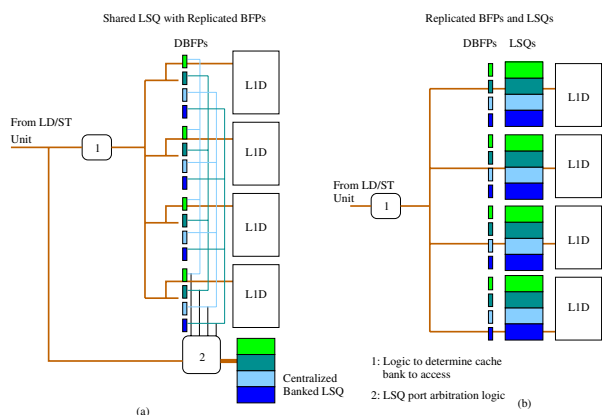 Shared LSQ with Replicated BFPs
DBFPs
L1D
From LD/ST
Unit
1
L1D
L1D
L1D
2
Centralized
Banked LSQ
(a)
Replicated BFPs and LSQs
DBFPs LSQs
L1D
L1D
From LD/ST
Unit
1
L1D
L1D
1: Logic to determine cache
bank to access
2: LSQ port arbitration logic
(b)